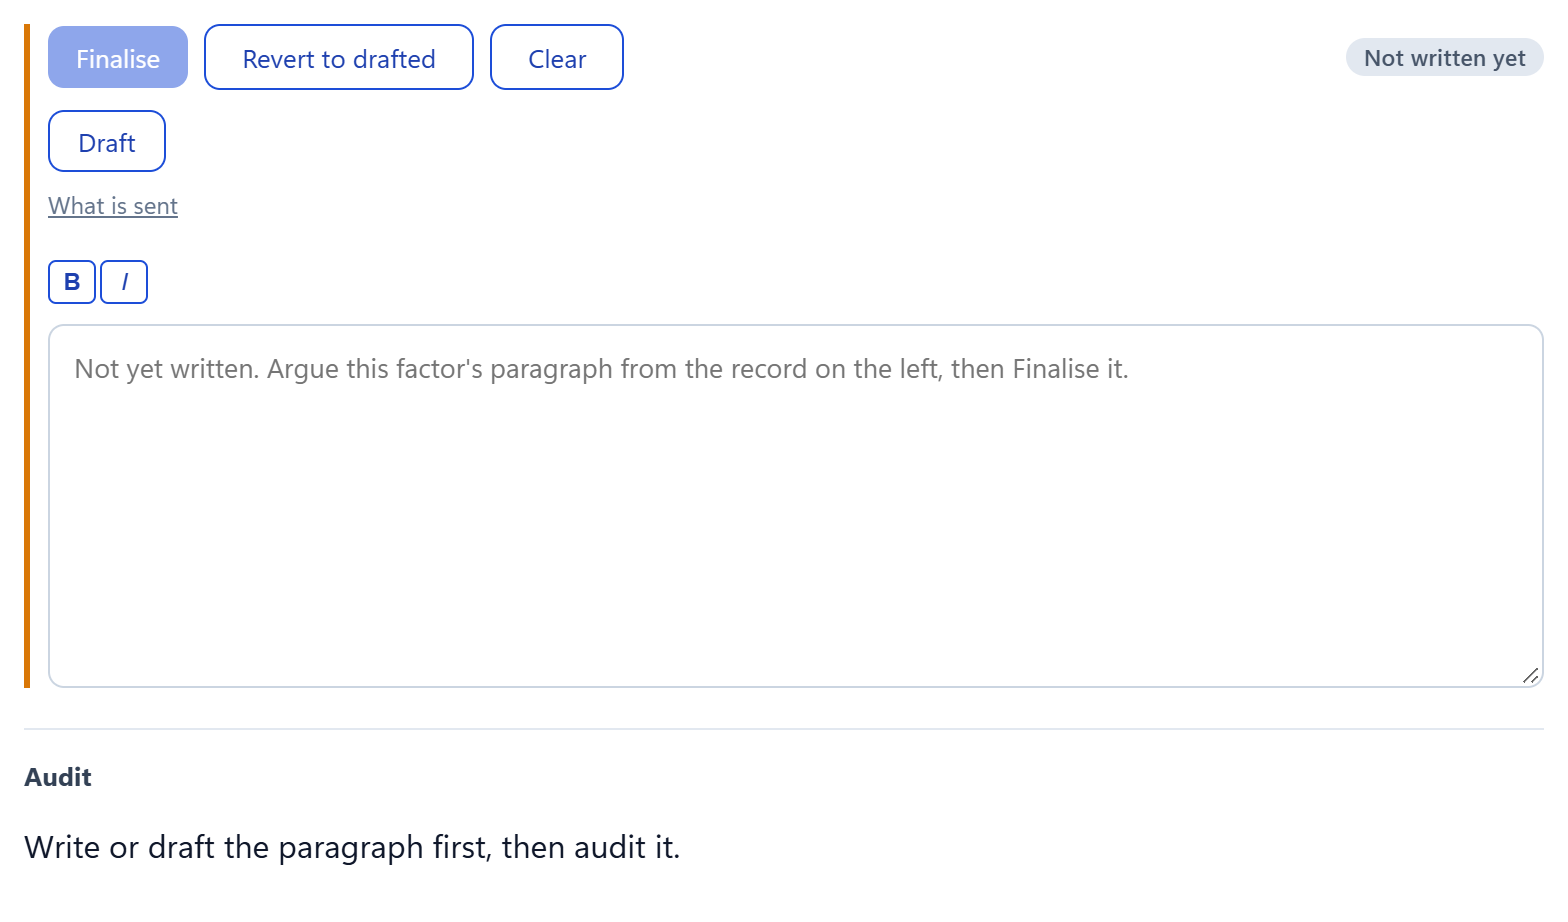 Finalise Revert to drafted Clear Not written yet
Draft
What is sent
B I
Not yet written. Argue this factor's paragraph from the record on the left, then Finalise it.
Audit
Write or draft the paragraph first, then audit it.